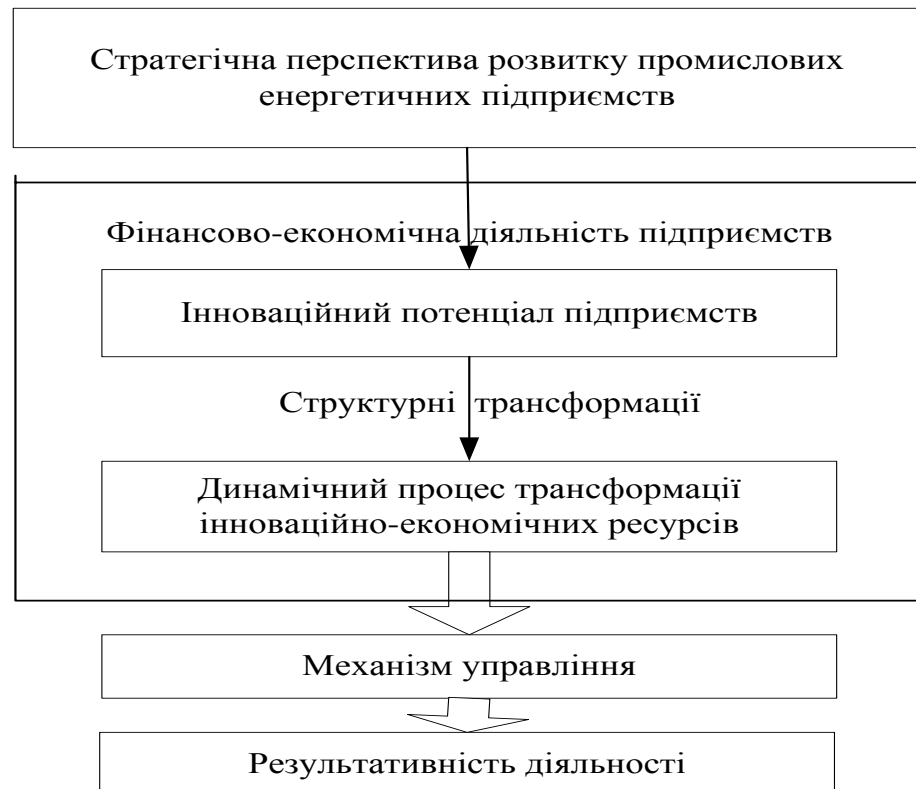 Стратегічна перспектива розвитку промислових
енергетичних підприємств
Фінансово-економічна діяльність підприємств
Інноваційний потенціал підприємств
Структурні трансформації
Динамічний процес трансформації
інноваційно-економічних ресурсів
Механізм управління
Результативність діяльності